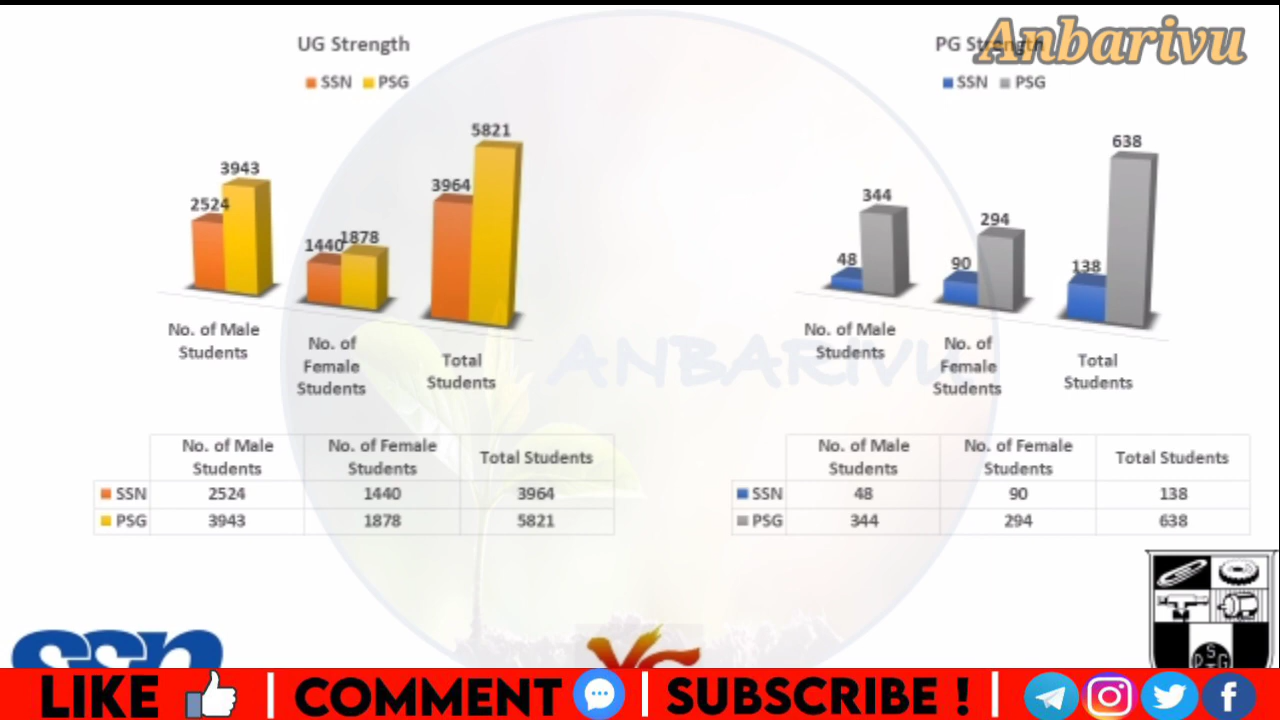 UG Strength
SSN PSG
2524
3943
1440
1878
3964
5821
No. of Male
Students
No. of
Female
Students
Total
Students
No. of Male
Students
No. of Female
Students
Total Students
SSN 2524 1440 3964
PSG 3943 1878 5821
Anbarivu
PG Strength
SSN PSG
48
344
90
294
138
638
No. of Male
Students
No. of
Female
Students
Total
Students
No. of Male
Students
No. of Female
Students
Total Students
SSN 48 90 138
PSG 344 294 638
ANBARIVU
ssn
VS
PSG
LIKE | COMMENT | SUBSCRIBE ! |